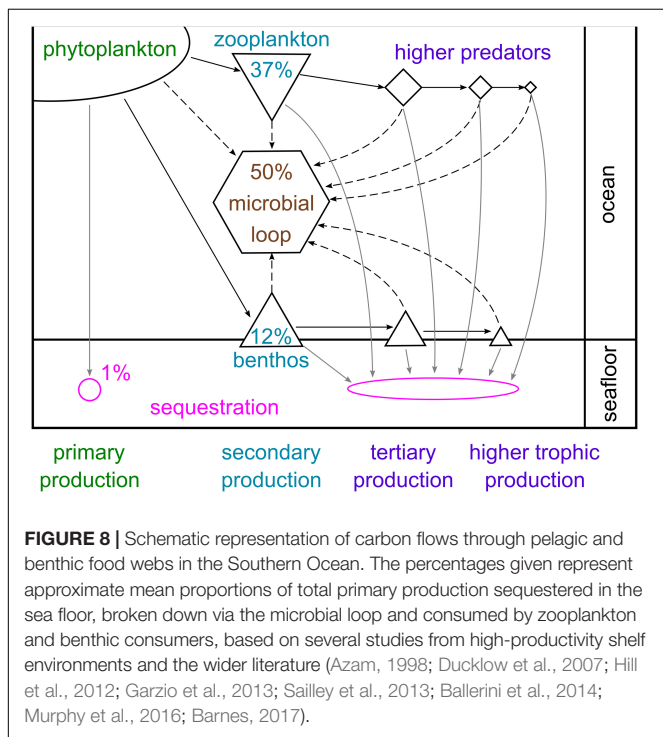 phytoplankton
zooplankton
37%
higher predators
50%
microbial
loop
12%
benthos
1%
sequestration
ocean
seafloor
primary
production
secondary
production
tertiary
production
higher trophic
production
FIGURE 8 | Schematic representation of carbon flows through pelagic and
benthic food webs in the Southern Ocean. The percentages given represent
approximate mean proportions of total primary production sequestered in the
sea floor, broken down via the microbial loop and consumed by zooplankton
and benthic consumers, based on several studies from high-productivity shelf
environments and the wider literature (Azam, 1998; Ducklow et al., 2007; Hill
et al., 2012; Garzio et al., 2013; Sailley et al., 2013; Ballerini et al., 2014;
Murphy et al., 2016; Barnes, 2017).